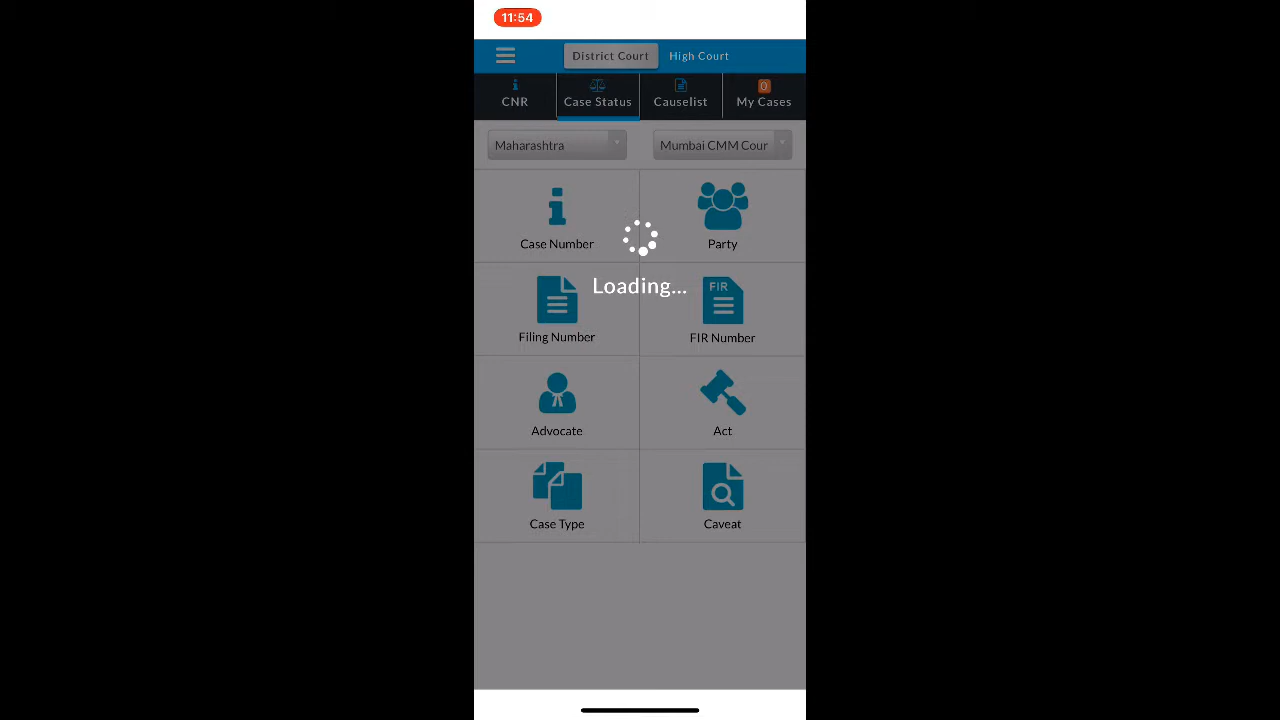 11:54
District Court High Court
CNR Case Status Causelist 0 My Cases
Maharashtra Mumbai CMM Cour
Case Number Party
Loading...
FIR
Filing Number FIR Number
Advocate Act
Case Type Caveat